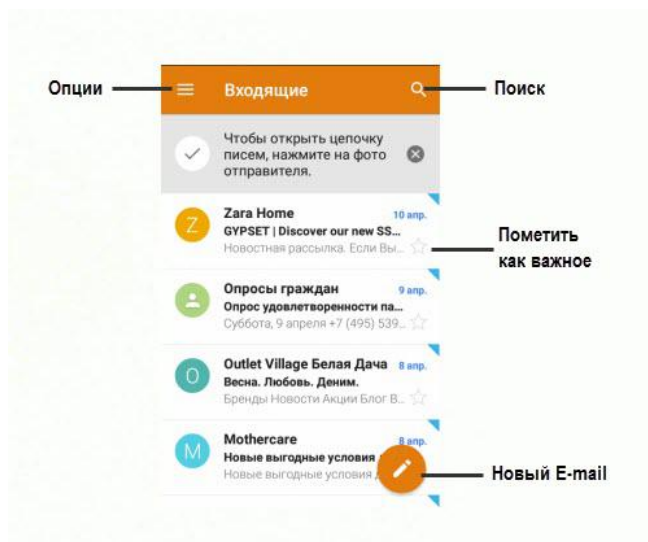 Опции
Входящие
Поиск
Чтобы открыть цепочку
писем, нажмите на фото
отправителя.
Z
Zara Home
10 апр.
GYPSET | Discover our new SS...
Новостная рассылка. Если Вы...
Пометить
как важное
Опросы граждан
9 апр.
Опрос удовлетворенности па...
Суббота, 9 апреля +7 (495) 539...
O
Outlet Village Белая Дача
8 апр.
Весна. Любовь. Деним.
Бренды Новости Акции Блог В...
M
Mothercare
8 апр.
Новые выгодные условия
Новые выгодные условия
Новый E-mail